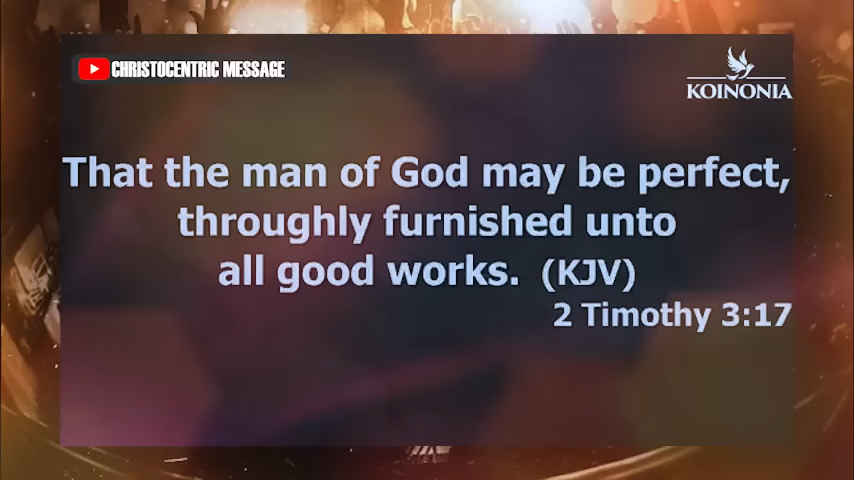 CHRISTOCENTRIC MESSAGE
KOINONIA
That the man of God may be perfect,
throughly furnished unto
all good works. (KJV)
2 Timothy 3:17